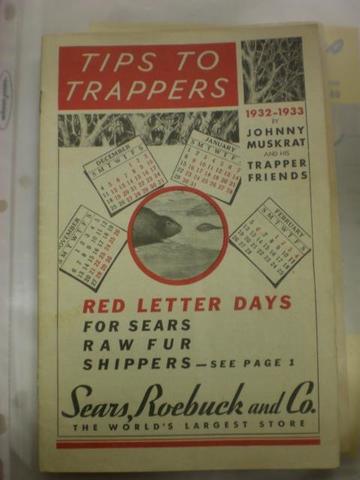 TIPS TO
TRAPPERS
1932-1933
BY
JOHNNY
MUSKRAT
AND HIS
TRAPPER
FRIENDS
DECEMBER
S M T W T F S
JANUARY
S M T W T F S
NOVEMBER
S M T W T F S
FEBRUARY
S M T W T F S
RED LETTER DAYS
FOR SEARS
RAW FUR
SHIPPERS—SEE PAGE 1
Sears, Roebuck and Co.
THE WORLD'S LARGEST STORE